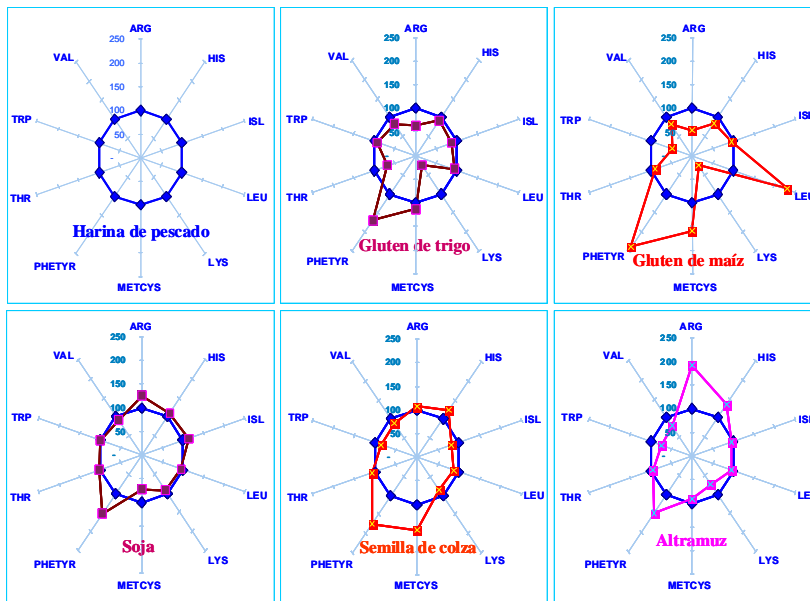 ARG
HIS
ISL
LEU
LYS
METCYS
PHETYR
THR
TRP
VAL
250
200
150
100
50
-
Harina de pescado
ARG
HIS
ISL
LEU
LYS
METCYS
PHETYR
THR
TRP
VAL
250
200
150
100
50
-
Gluten de trigo
ARG
HIS
ISL
LEU
LYS
METCYS
PHETYR
THR
TRP
VAL
250
200
150
100
50
-
Gluten de maíz
ARG
HIS
ISL
LEU
LYS
METCYS
PHETYR
THR
TRP
VAL
250
200
150
100
50
-
Soja
ARG
HIS
ISL
LEU
LYS
METCYS
PHETYR
THR
TRP
VAL
250
200
150
100
50
-
Semilla de colza
ARG
HIS
ISL
LEU
LYS
METCYS
PHETYR
THR
TRP
VAL
250
200
150
100
50
-
Altramuz